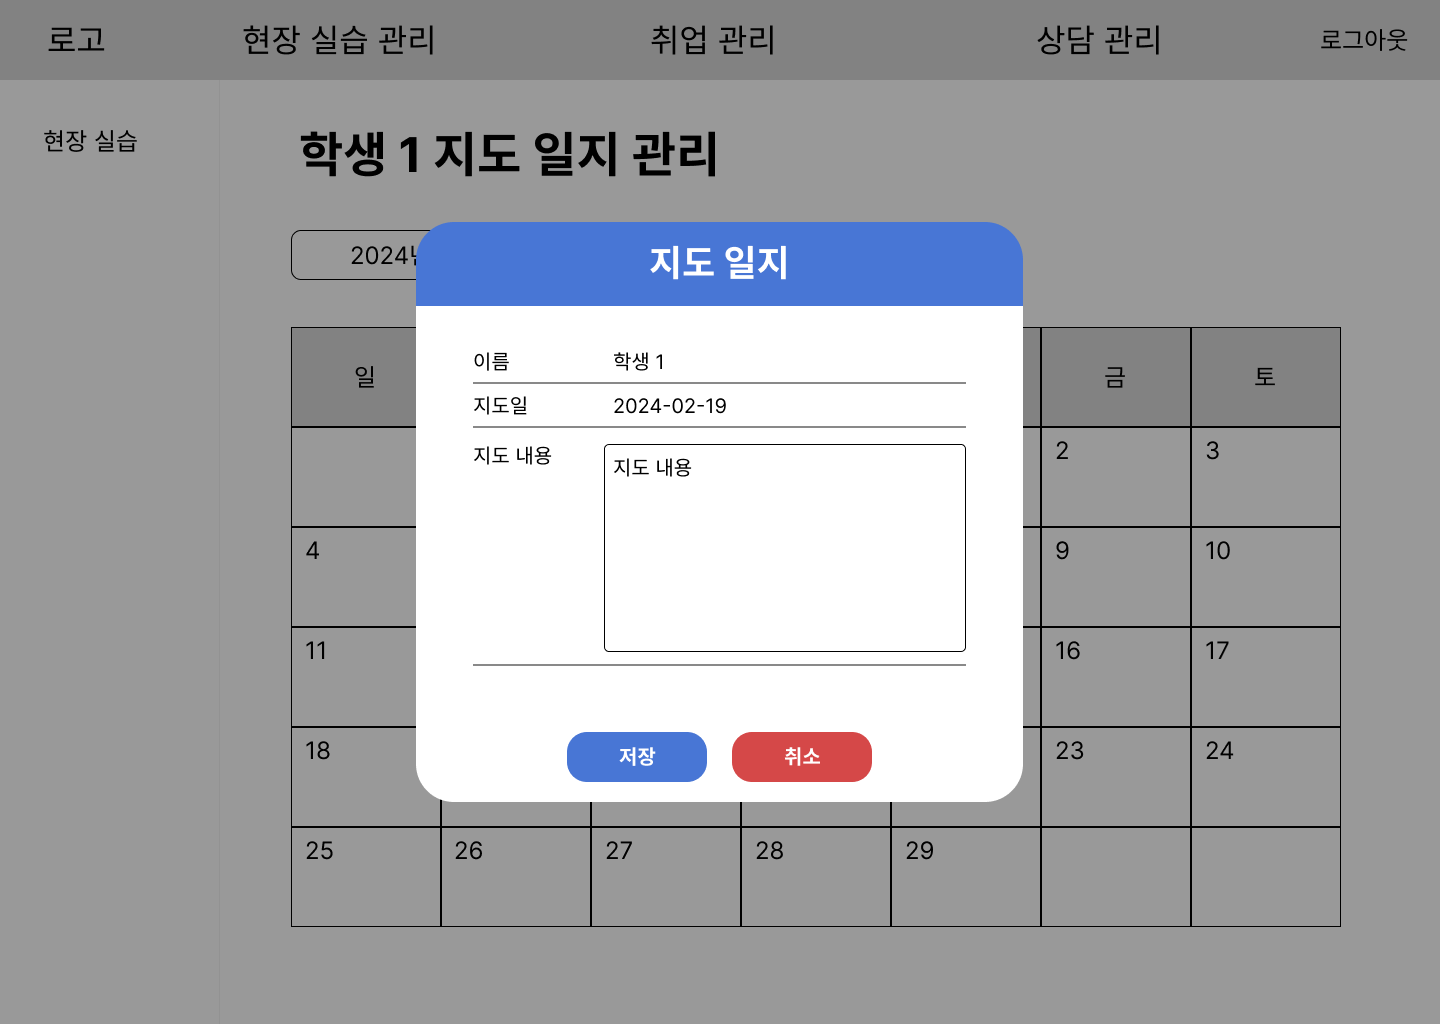 로고 현장 실습 관리 취업 관리 상담 관리 로그아웃
현장 실습
학생 1 지도 일지 관리
2024
지도 일지
이름 학생 1
지도일 2024-02-19
지도 내용
지도 내용
저장 취소
일 금 토
2 3
4 9 10
11 16 17
18 23 24
25 26 27 28 29